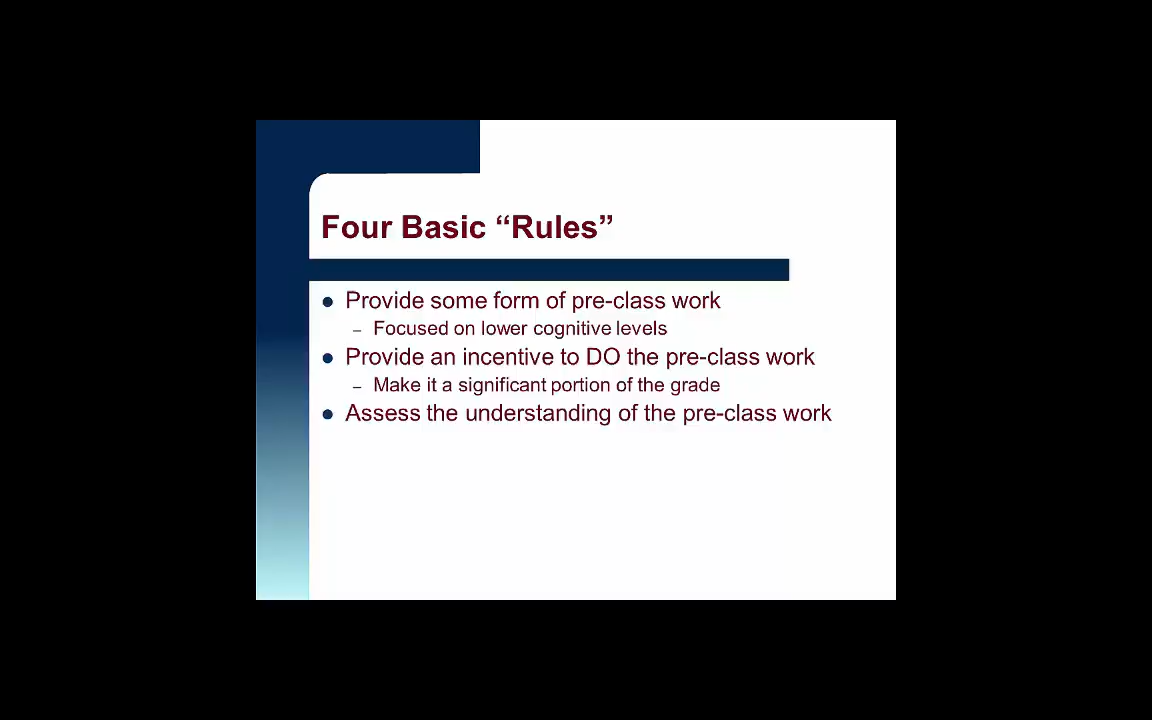 Four Basic “Rules”
● Provide some form of pre-class work
– Focused on lower cognitive levels
● Provide an incentive to DO the pre-class work
– Make it a significant portion of the grade
● Assess the understanding of the pre-class work